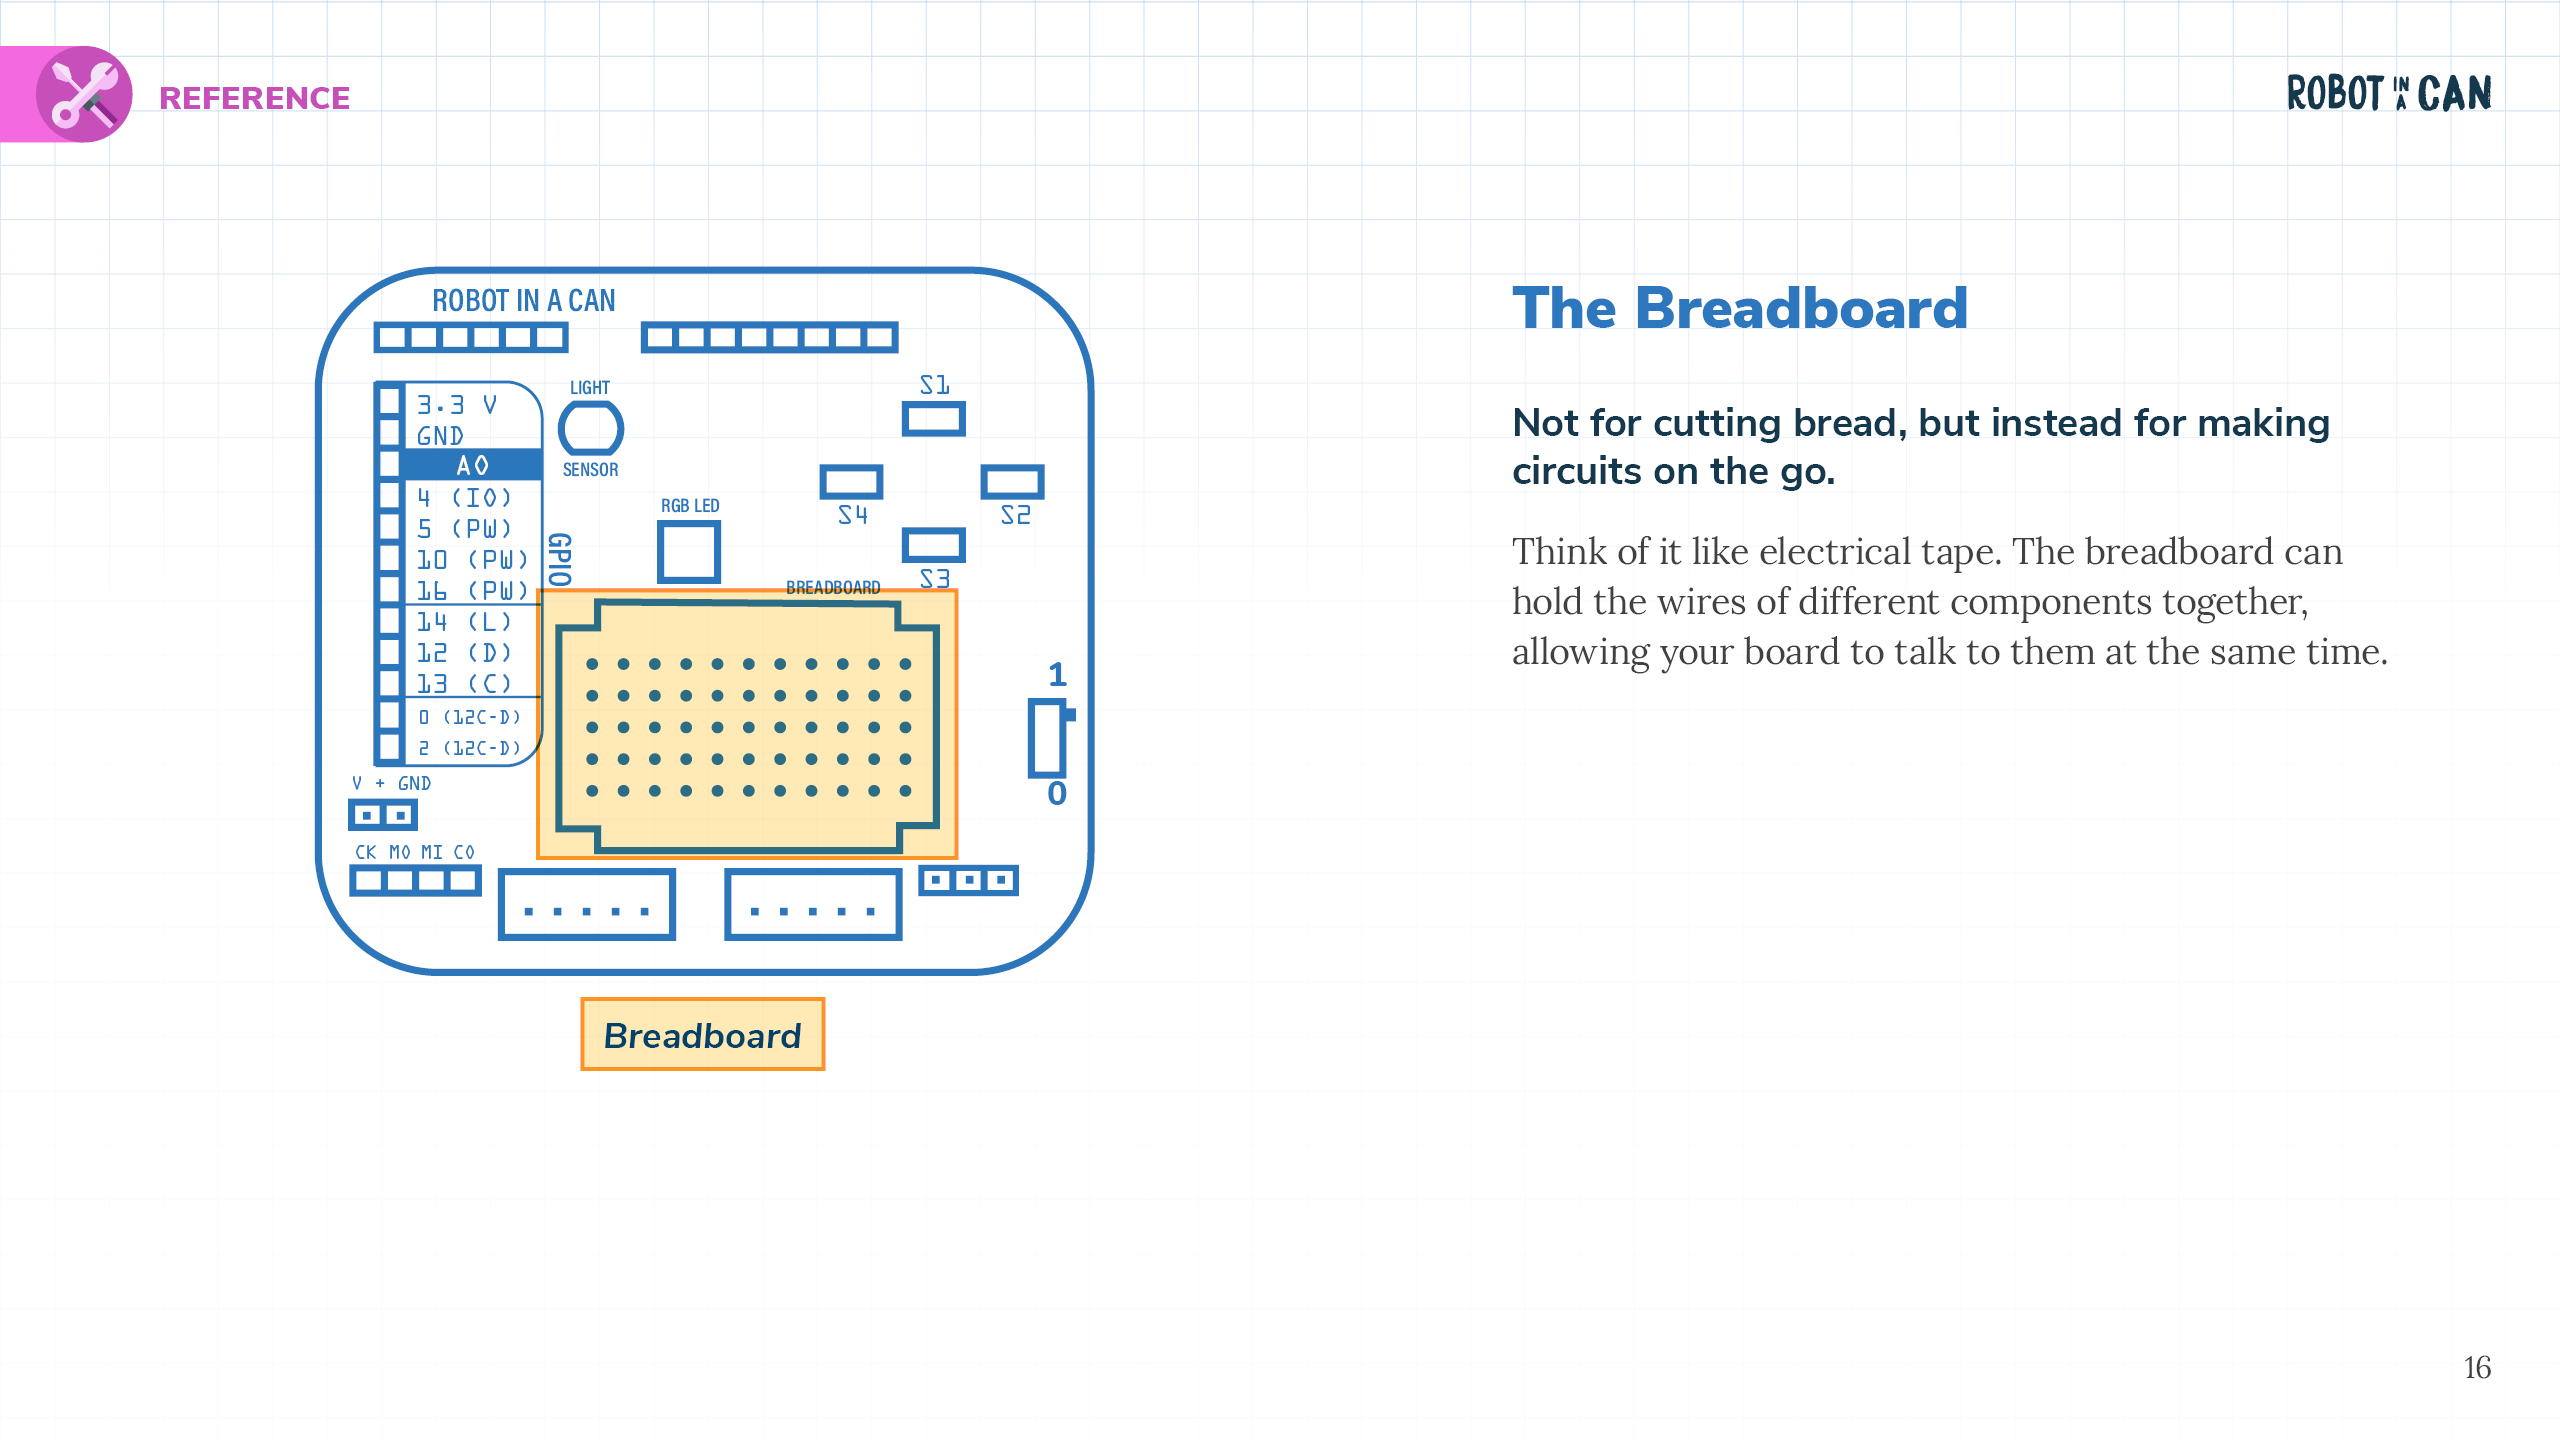 REFERENCE
ROBOT IN A CAN
ROBOT IN A CAN
LIGHT
SENSOR
3.3 V
GND
A0
4 (IO)
5 (PW)
10 (PW)
16 (PW)
14 (L)
12 (D)
13 (C)
0 (12C-D)
2 (12C-D)
GPIO
RGB LED
S1
S4
S2
S3
BREADBOARD
1
0
V + GND
CK MO MI CO
Breadboard
The Breadboard
Not for cutting bread, but instead for making
circuits on the go.
Think of it like electrical tape. The breadboard can
hold the wires of different components together,
allowing your board to talk to them at the same time.
16